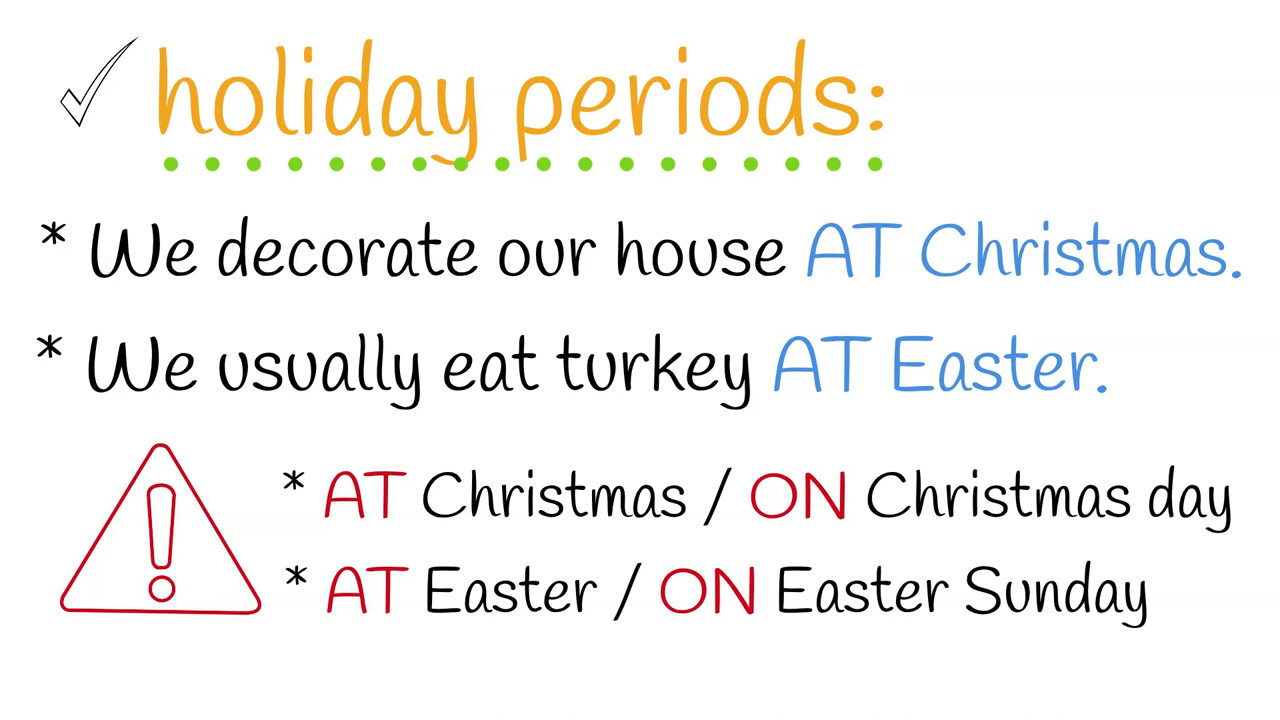 holiday periods:
* We decorate our house AT Christmas.
* We usually eat turkey AT Easter.
* AT Christmas / ON Christmas day
* AT Easter / ON Easter Sunday